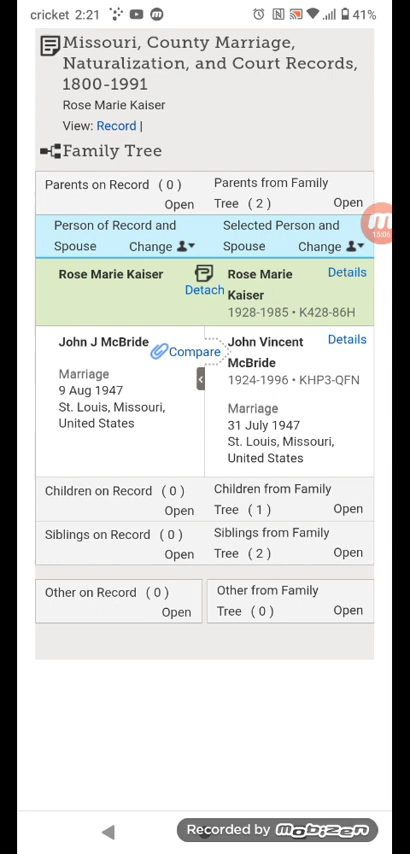 cricket 2:21 41%
Missouri, County Marriage,
Naturalization, and Court Records,
1800-1991
Rose Marie Kaiser
View: Record |
Family Tree
Parents on Record ( 0 )
Open
Parents from Family
Tree ( 2 ) Open
15:06
Person of Record and
Spouse Change
Selected Person and
Spouse Change
Rose Marie Kaiser
Detach
Rose Marie Details
Kaiser
1928-1985 • K428-86H
John J McBride
Marriage
9 Aug 1947
St. Louis, Missouri,
United States
Compare
John Vincent Details
McBride
1924-1996 • KHP3-QFN
Marriage
31 July 1947
St. Louis, Missouri,
United States
Children on Record ( 0 )
Open
Children from Family
Tree ( 1 ) Open
Siblings on Record ( 0 )
Open
Siblings from Family
Tree ( 2 ) Open
Other on Record ( 0 )
Open
Other from Family
Tree ( 0 ) Open
Recorded by mobizen